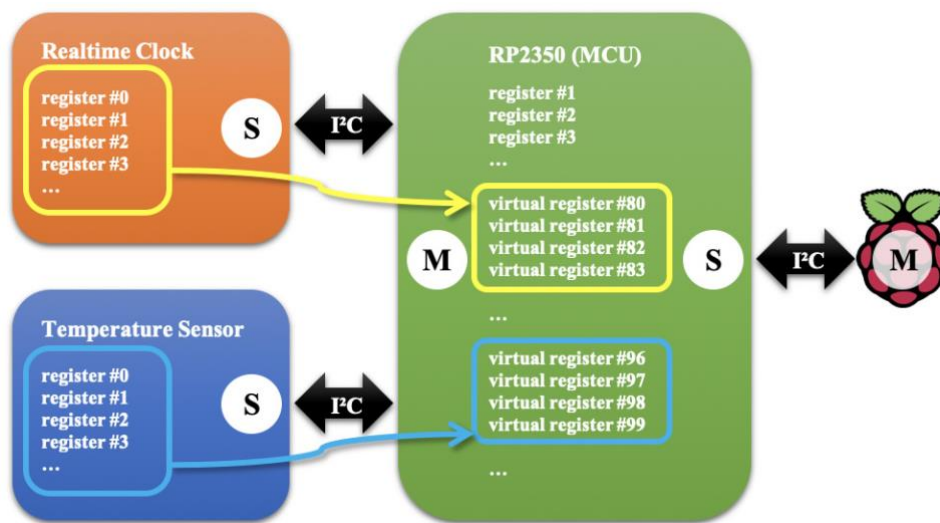 Realtime Clock
register #0
register #1
register #2
register #3
...
S
I²C
Temperature Sensor
register #0
register #1
register #2
register #3
...
S
I²C
RP2350 (MCU)
register #1
register #2
register #3
...
virtual register #80
virtual register #81
virtual register #82
virtual register #83
...
virtual register #96
virtual register #97
virtual register #98
virtual register #99
...
M
S
I²C
M